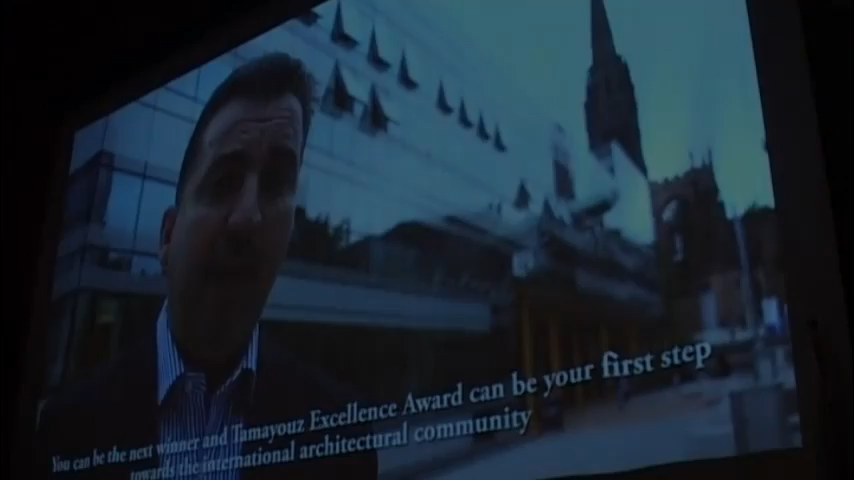 You can be the next winner and Tamayouz Excellence Award can be your first step
towards the international architectural community